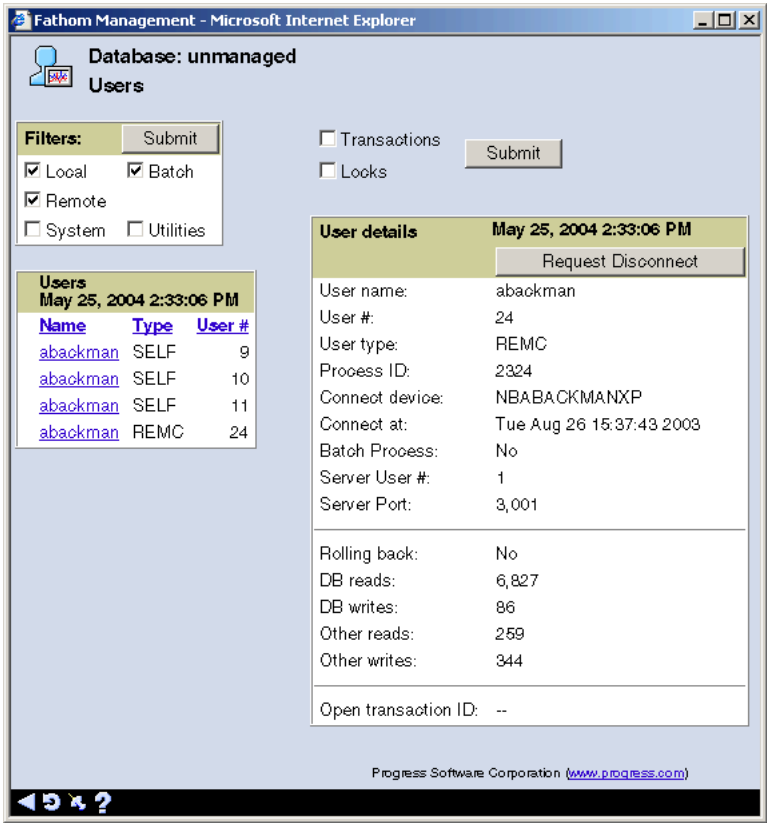 Fathom Management - Microsoft Internet Explorer
Database: unmanaged
Users
Filters: Submit
Local Batch
Remote
System Utilities
Transactions
Locks
Submit
Users
May 25, 2004 2:33:06 PM
Name Type User #
abackman SELF 9
abackman SELF 10
abackman SELF 11
abackman REMC 24
User details May 25, 2004 2:33:06 PM
Request Disconnect
User name: abackman
User #: 24
User type: REMC
Process ID: 2324
Connect device: NBABACKMANXP
Connect at: Tue Aug 26 15:37:43 2003
Batch Process: No
Server User #: 1
Server Port: 3,001
Rolling back: No
DB reads: 6,827
DB writes: 86
Other reads: 259
Other writes: 344
Open transaction ID: --
Progress Software Corporation (www.progress.com)